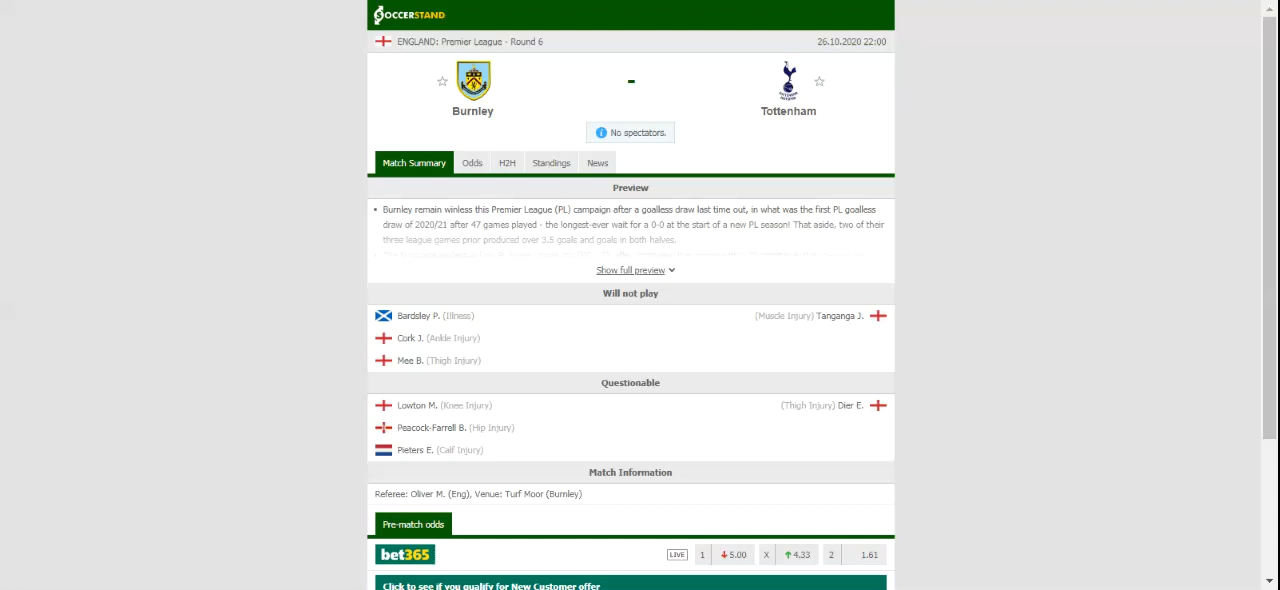 SOCCERSTAND
ENGLAND: Premier League - Round 6 26.10.2020 22:00
-
Burnley Tottenham
No spectators.
Match Summary Odds H2H Standings News
Preview
• Burnley remain winless this Premier League (PL) campaign after a goalless draw last time out, in what was the first PL goalless
draw of 2020/21 after 47 games played - the longest-ever wait for a 0-0 at the start of a new PL season! That aside, two of their
three league games prior produced over 3.5 goals and goals in both halves.
Show full preview
Will not play
Bardsley P. (Illness) (Muscle Injury) Tanganga J.
Cork J. (Ankle Injury)
Mee B. (Thigh Injury)
Questionable
Lowton M. (Knee Injury) (Thigh Injury) Dier E.
Peacock-Farrell B. (Hip Injury)
Pieters E. (Calf Injury)
Match Information
Referee: Oliver M. (Eng), Venue: Turf Moor (Burnley)
Pre-match odds
bet365 LIVE 1 5.00 X 4.33 2 1.61
Click to see if you qualify for New Customer offer